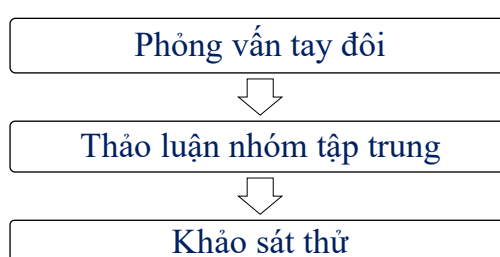 Phỏng vấn tay đôi
Thảo luận nhóm tập trung
Khảo sát thử